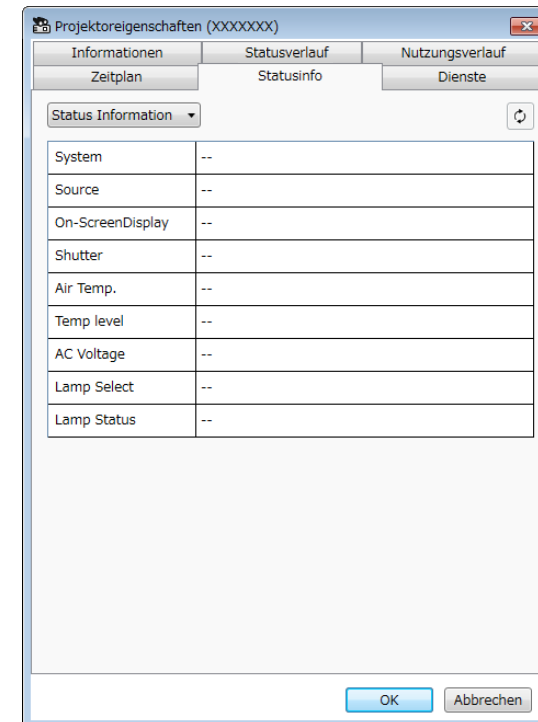 Projektoreigenschaften (XXXXXXX)
Informationen Statusverlauf Nutzungsverlauf
Zeitplan Statusinfo Dienste
Status Information
System --
Source --
On-ScreenDisplay --
Shutter --
Air Temp. --
Temp level --
AC Voltage --
Lamp Select --
Lamp Status --
OK Abbrechen